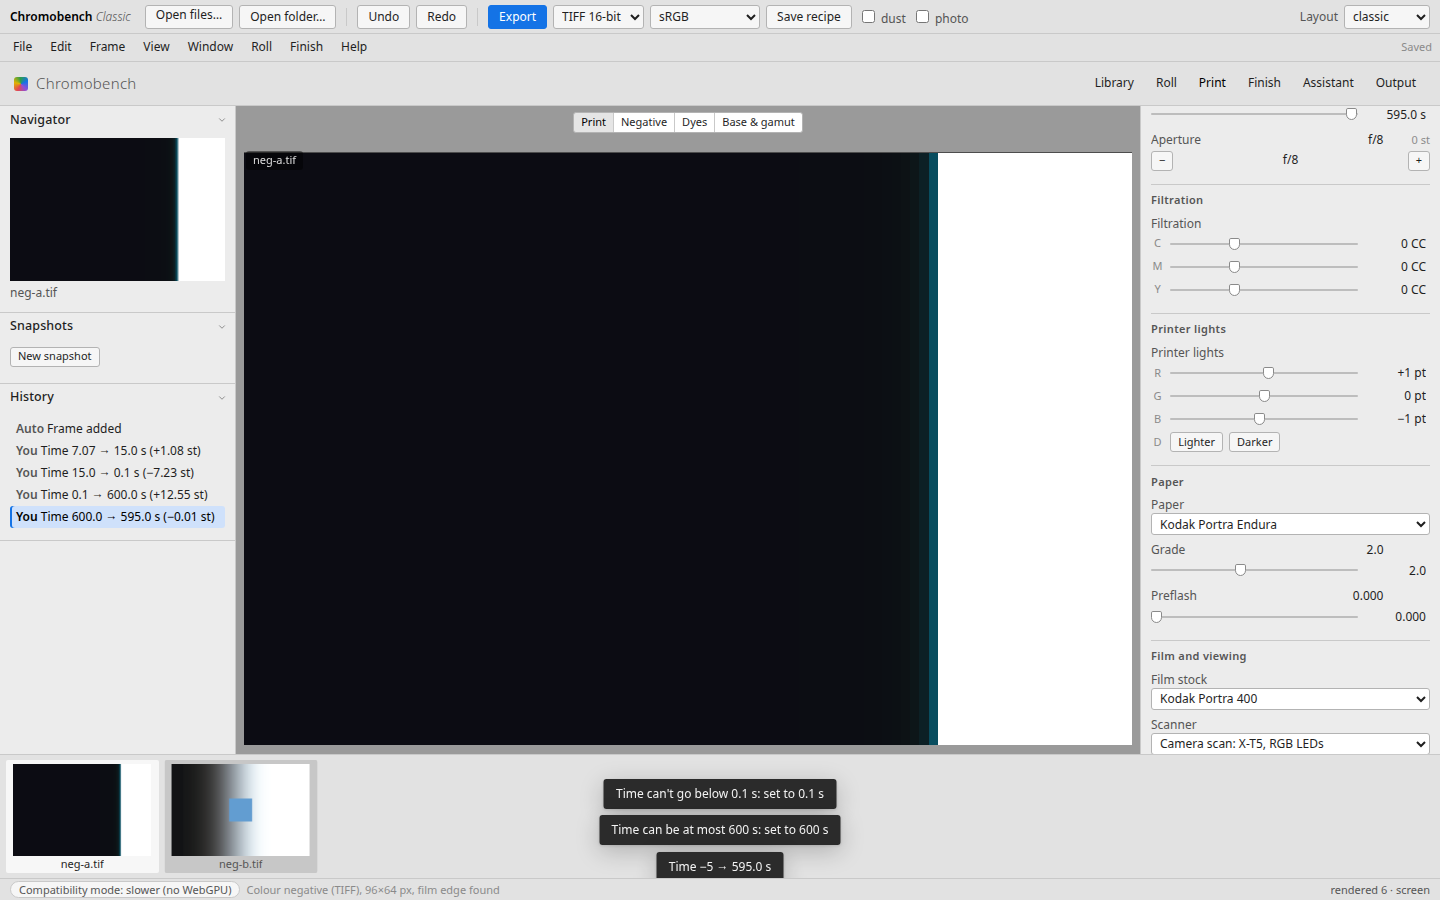 Chromobench Classic Open files... Open folder... Undo Redo Export TIFF 16-bit sRGB Save recipe dust photo Layout classic
File Edit Frame View Window Roll Finish Help Saved
Chromobench Library Roll Print Finish Assistant Output
Navigator
neg-a.tif
Snapshots
New snapshot
History
Auto Frame added
You Time 7.07 → 15.0 s (+1.08 st)
You Time 15.0 → 0.1 s (−7.23 st)
You Time 0.1 → 600.0 s (+12.55 st)
You Time 600.0 → 595.0 s (−0.01 st)
Print Negative Dyes Base & gamut
neg-a.tif
595.0 s
Aperture f/8 0 st
− f/8 +
Filtration
Filtration
C 0 CC
M 0 CC
Y 0 CC
Printer lights
Printer lights
R +1 pt
G 0 pt
B −1 pt
D Lighter Darker
Paper
Paper
Kodak Portra Endura
Grade 2.0
2.0
Preflash 0.000
0.000
Film and viewing
Film stock
Kodak Portra 400
Scanner
Camera scan: X-T5, RGB LEDs
neg-a.tif neg-b.tif
Time can't go below 0.1 s: set to 0.1 s
Time can be at most 600 s: set to 600 s
Time −5 → 595.0 s
Compatibility mode: slower (no WebGPU) Colour negative (TIFF), 96×64 px, film edge found rendered 6 · screen